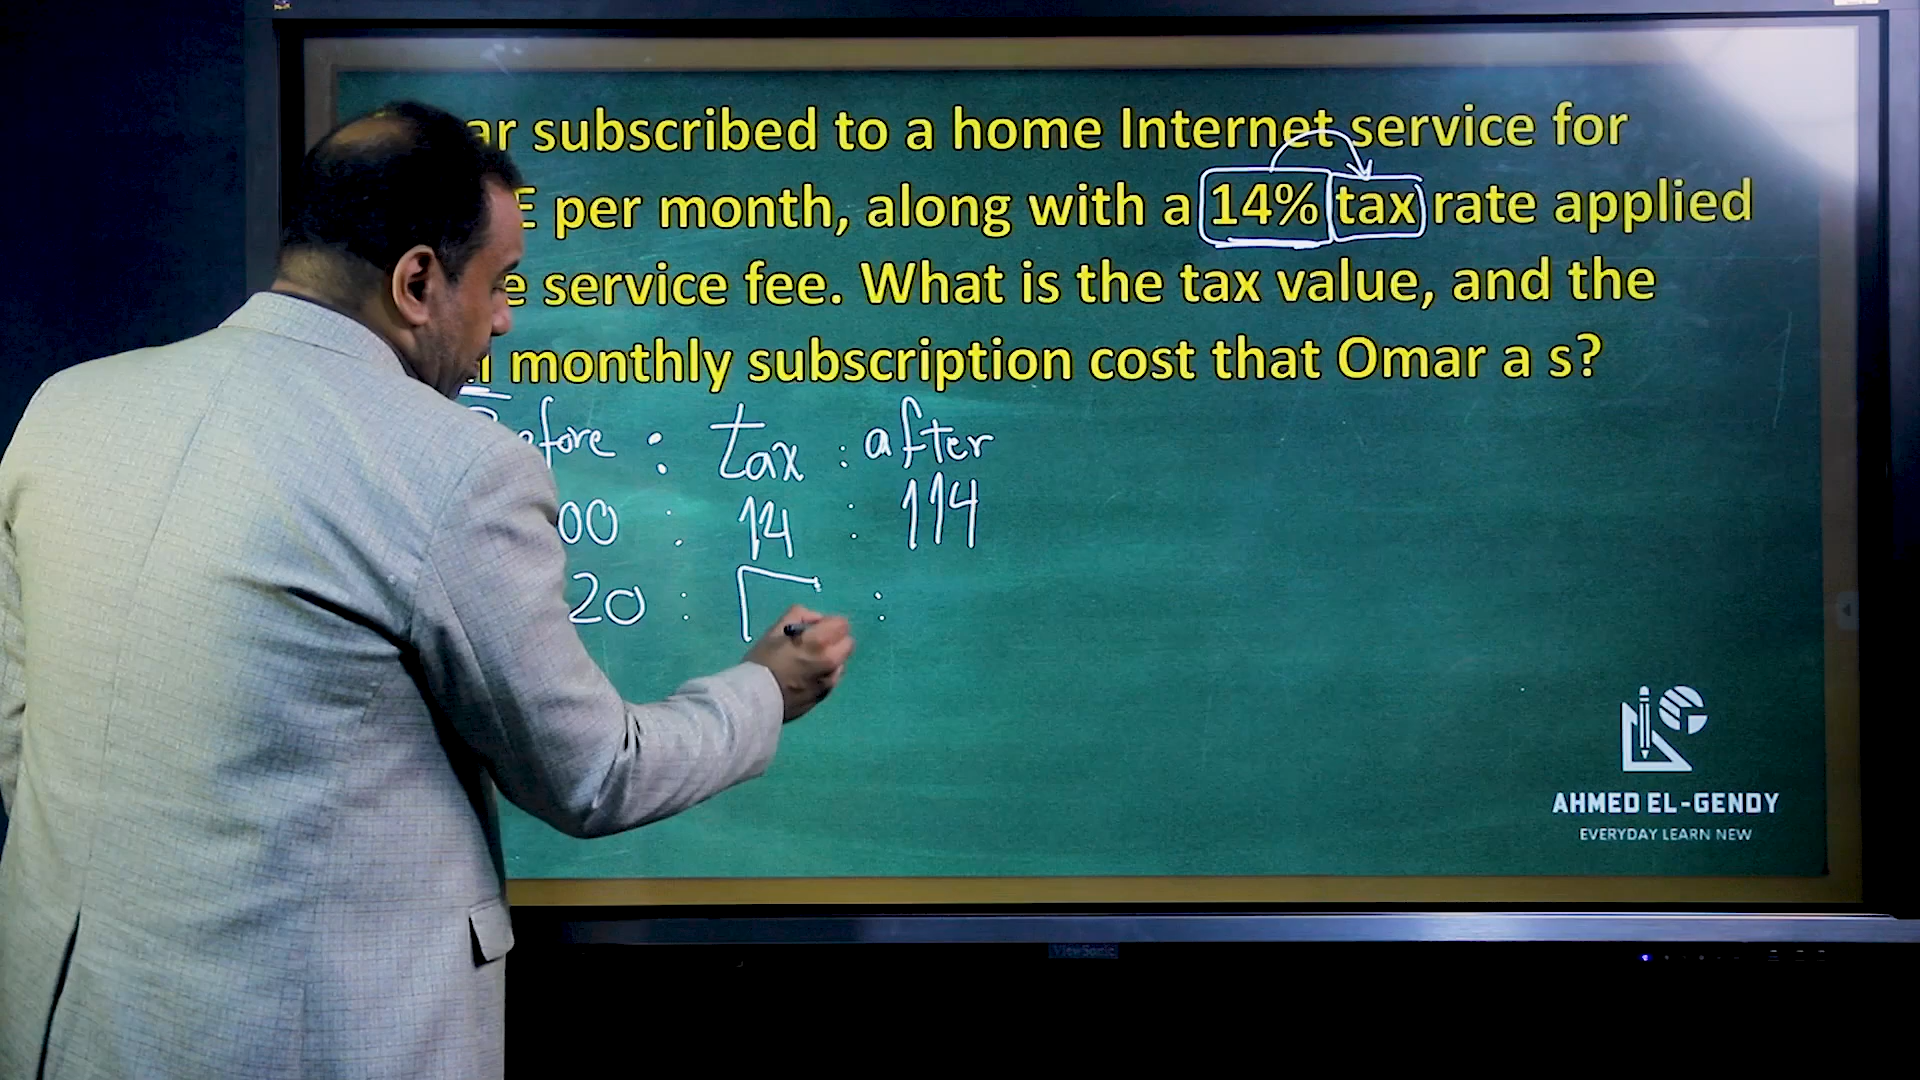 subscribed to a home Internet service for
per month, along with a 14% tax rate applied
service fee. What is the tax value, and the
monthly subscription cost that Omar a s?
: tax : after
00 : 14 : 114
20 : :
AHMED EL-GENDY
EVERYDAY LEARN NEW
ViewSonic